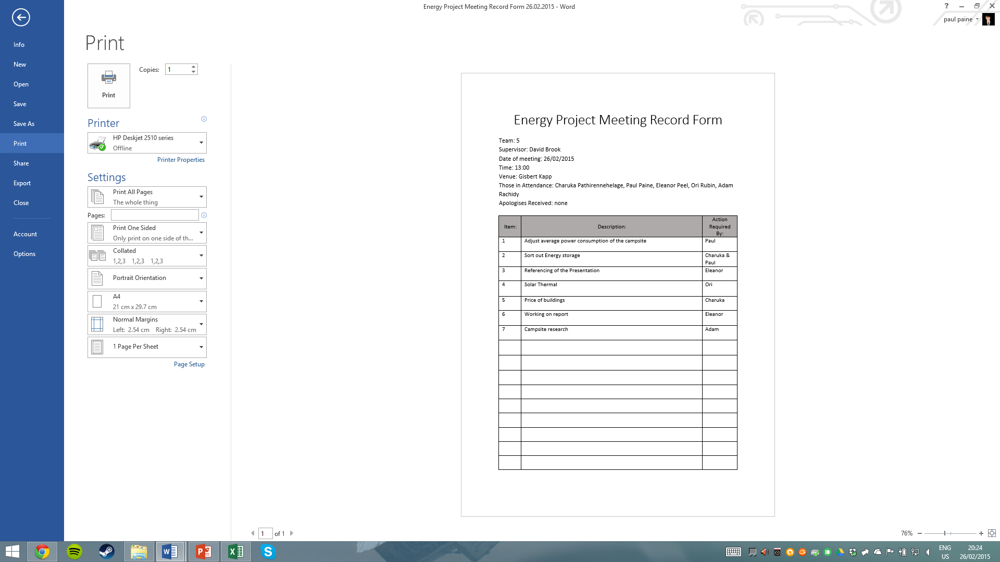 Energy Project Meeting Record Form 26.02.2015 - Word
?
paul paine
Info
New
Open
Save
Save As
Print
Share
Export
Close
Account
Options
Print
Print
Copies: 1
Printer
HP Deskjet 2510 series
Offline
Printer Properties
Settings
Print All Pages
The whole thing
Pages:
Print One Sided
Only print on one side of th...
Collated
1,2,3 1,2,3 1,2,3
Portrait Orientation
A4
21 cm x 29.7 cm
Normal Margins
Left: 2.54 cm Right: 2.54 cm
1 Page Per Sheet
Page Setup
Energy Project Meeting Record Form
Team: 5
Supervisor: David Brook
Date of meeting: 26/02/2015
Time: 13:00
Venue: Gisbert Kapp
Those in Attendance: Charuka Pathirennehelage, Paul Paine, Eleanor Peel, Ori Rubin, Adam
Rachidy
Apologises Received: none
Item: Description: Action Required By:
1 Adjust average power consumption of the campsite Paul
2 Sort out Energy storage Charuka & Paul
3 Referencing of the Presentation Eleanor
4 Solar Thermal Ori
5 Price of buildings Charuka
6 Working on report Eleanor
7 Campsite research Adam
1 of 1
76%
ENG
US
20:24
26/02/2015